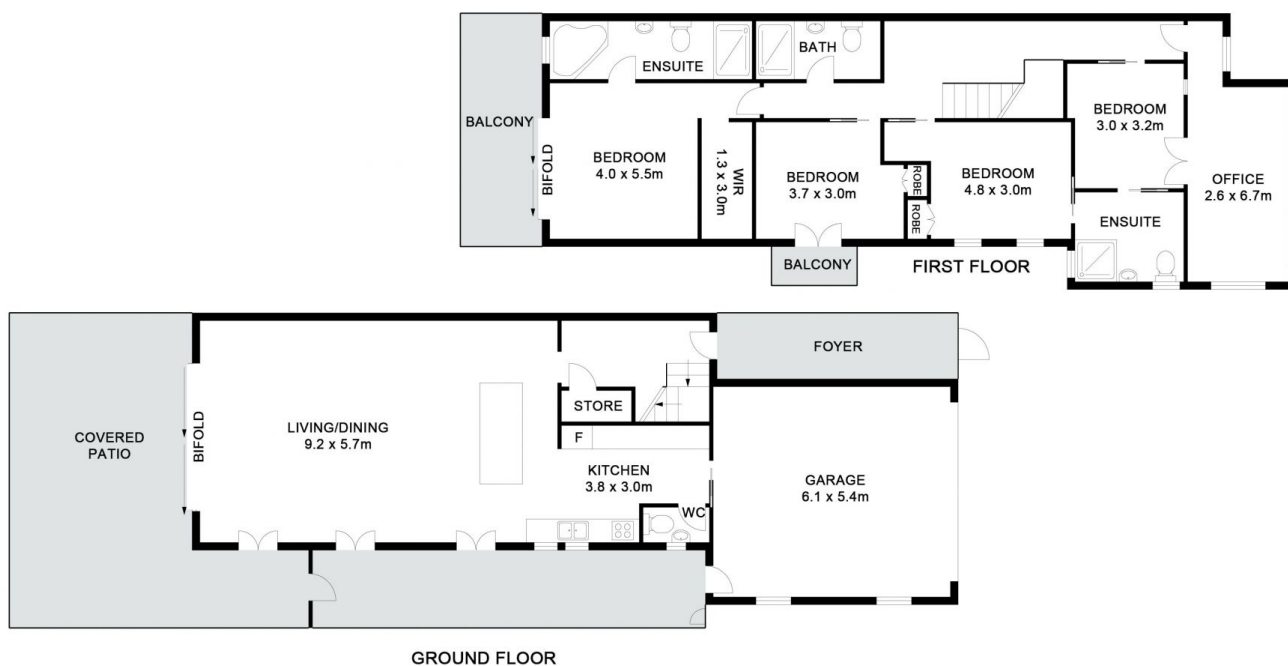 ENSUITE
BATH
BALCONY
BIFOLD
BEDROOM
4.0 x 5.5m
WIR
1.3 x 3.0m
BEDROOM
3.7 x 3.0m
ROBE
ROBE
BEDROOM
4.8 x 3.0m
BEDROOM
3.0 x 3.2m
OFFICE
2.6 x 6.7m
ENSUITE
BALCONY
FIRST FLOOR
COVERED
PATIO
BIFOLD
LIVING/DINING
9.2 x 5.7m
STORE
F
KITCHEN
3.8 x 3.0m
WC
FOYER
GARAGE
6.1 x 5.4m
GROUND FLOOR